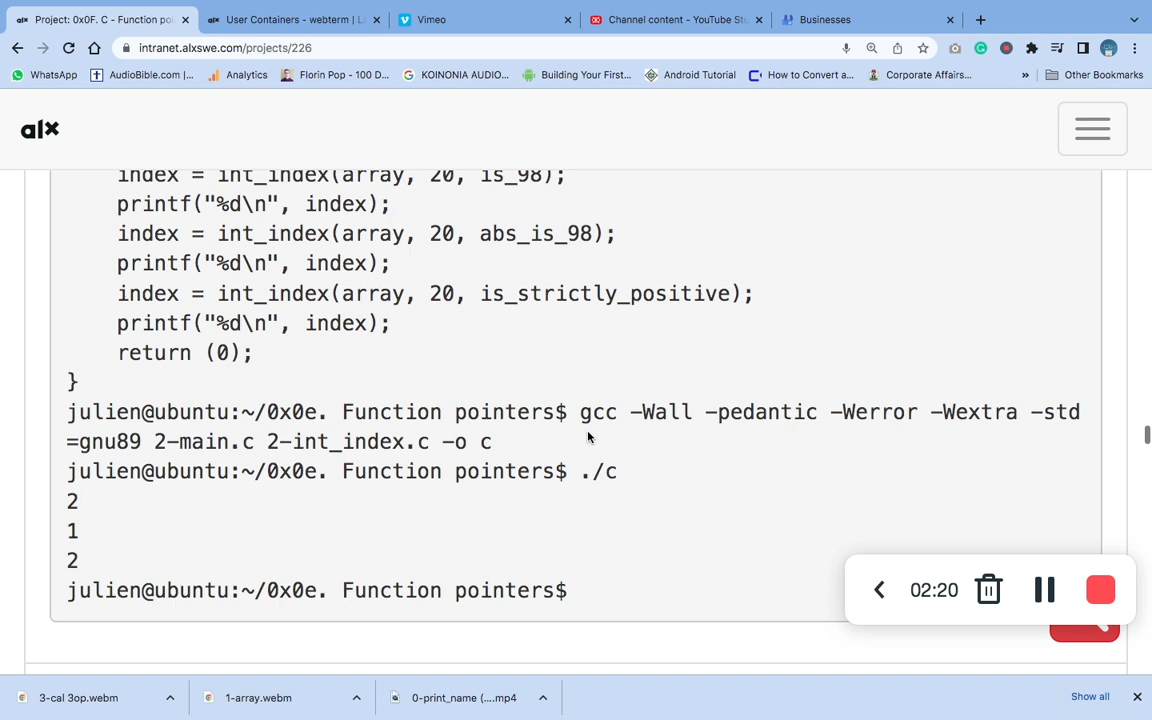 Project: 0x0F. C - Function po
User Containers - webterm | L
Vimeo
Channel content - YouTube Stu
Businesses
intranet.alxswe.com/projects/226
WhatsApp
AudioBible.com |...
Analytics
Florin Pop - 100 D...
KOINONIA AUDIO...
Building Your First...
Android Tutorial
How to Convert a...
Corporate Affairs...
»
Other Bookmarks
alx
index = int_index(array, 20, is_98);
printf("%d\n", index);
index = int_index(array, 20, abs_is_98);
printf("%d\n", index);
index = int_index(array, 20, is_strictly_positive);
printf("%d\n", index);
return (0);
}
julien@ubuntu:~/0x0e. Function pointers$ gcc -Wall -pedantic -Werror -Wextra -std
=gnu89 2-main.c 2-int_index.c -o c
julien@ubuntu:~/0x0e. Function pointers$ ./c
2
1
2
julien@ubuntu:~/0x0e. Function pointers$
02:20
3-cal 3op.webm
1-array.webm
0-print_name (....mp4
Show all